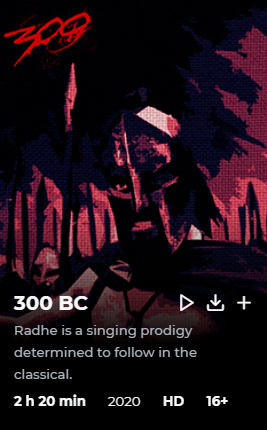 300
300 BC
Radhe is a singing prodigy
determined to follow in the
classical.
2 h 20 min 2020 HD 16+